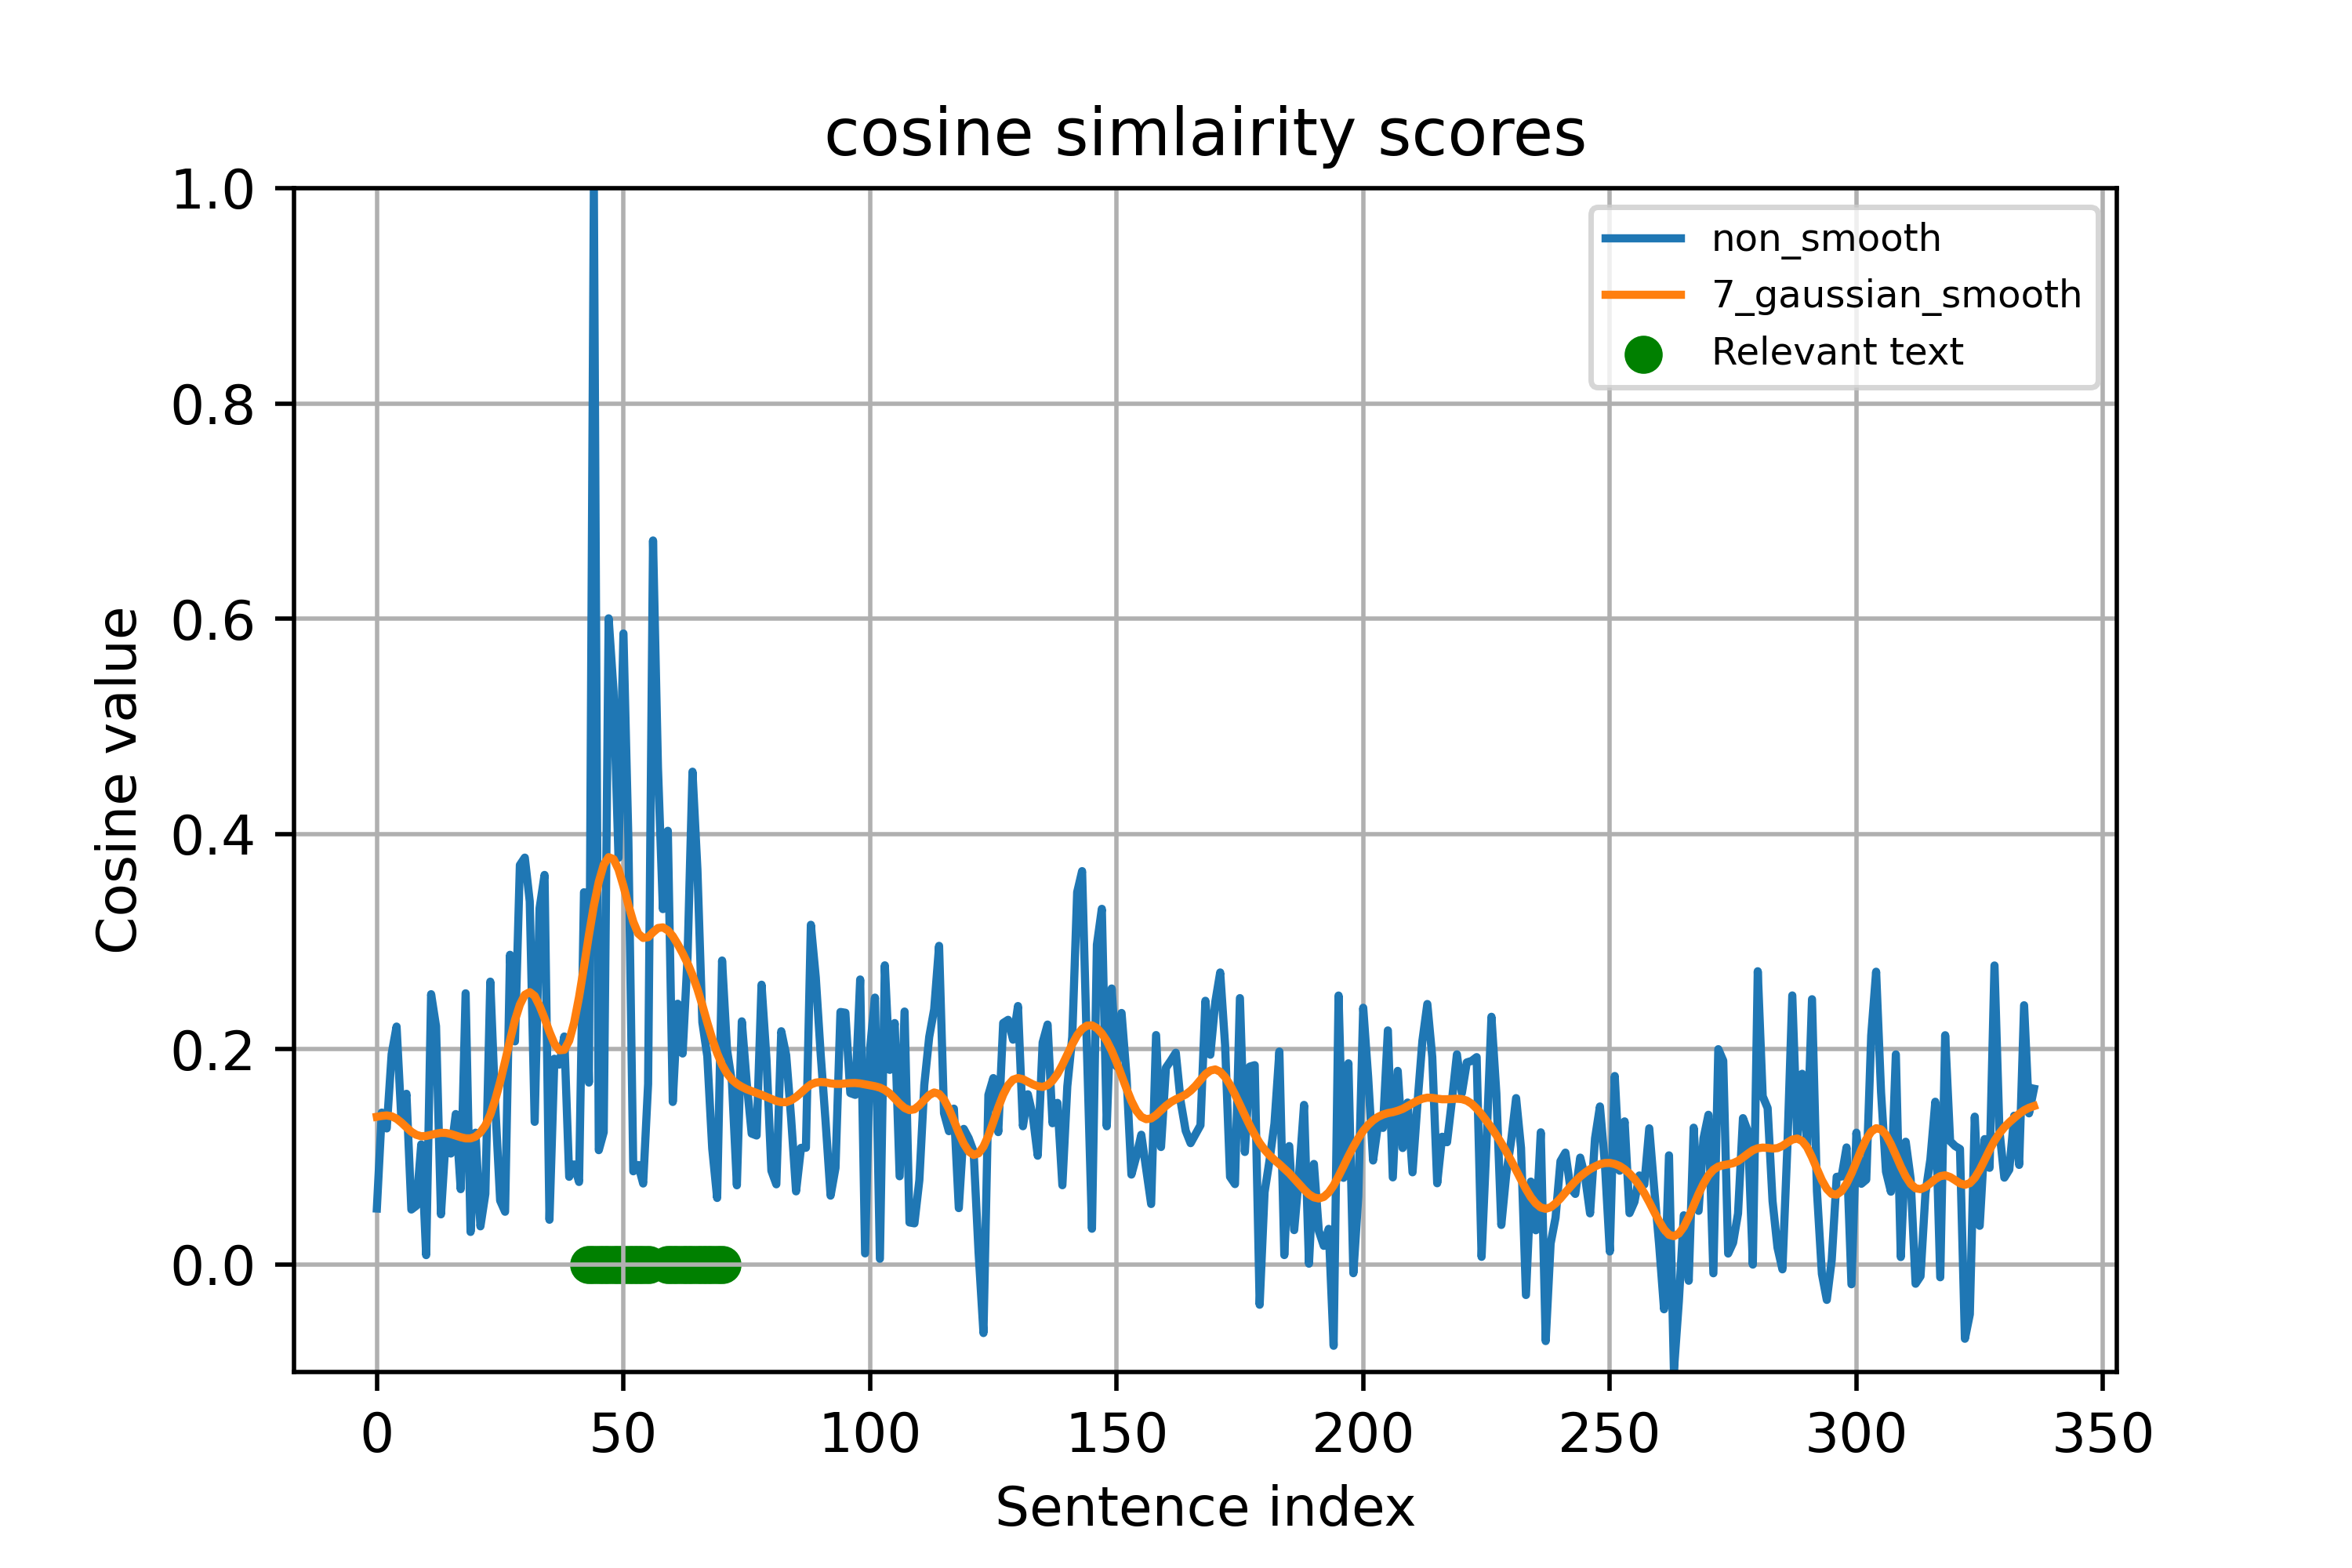 cosine simlairity scores
1.0
0.8
0.6
0.4
0.2
0.0
Cosine value
non_smooth
7_gaussian_smooth
Relevant text
0 50 100 150 200 250 300 350
Sentence index